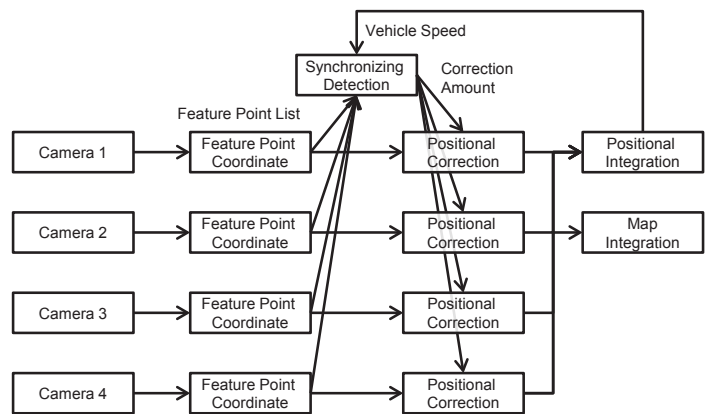 Vehicle Speed
Synchronizing
Detection
Correction
Amount
Feature Point List
Camera 1
Feature Point
Coordinate
Positional
Correction
Positional
Integration
Camera 2
Feature Point
Coordinate
Positional
Correction
Map
Integration
Camera 3
Feature Point
Coordinate
Positional
Correction
Camera 4
Feature Point
Coordinate
Positional
Correction